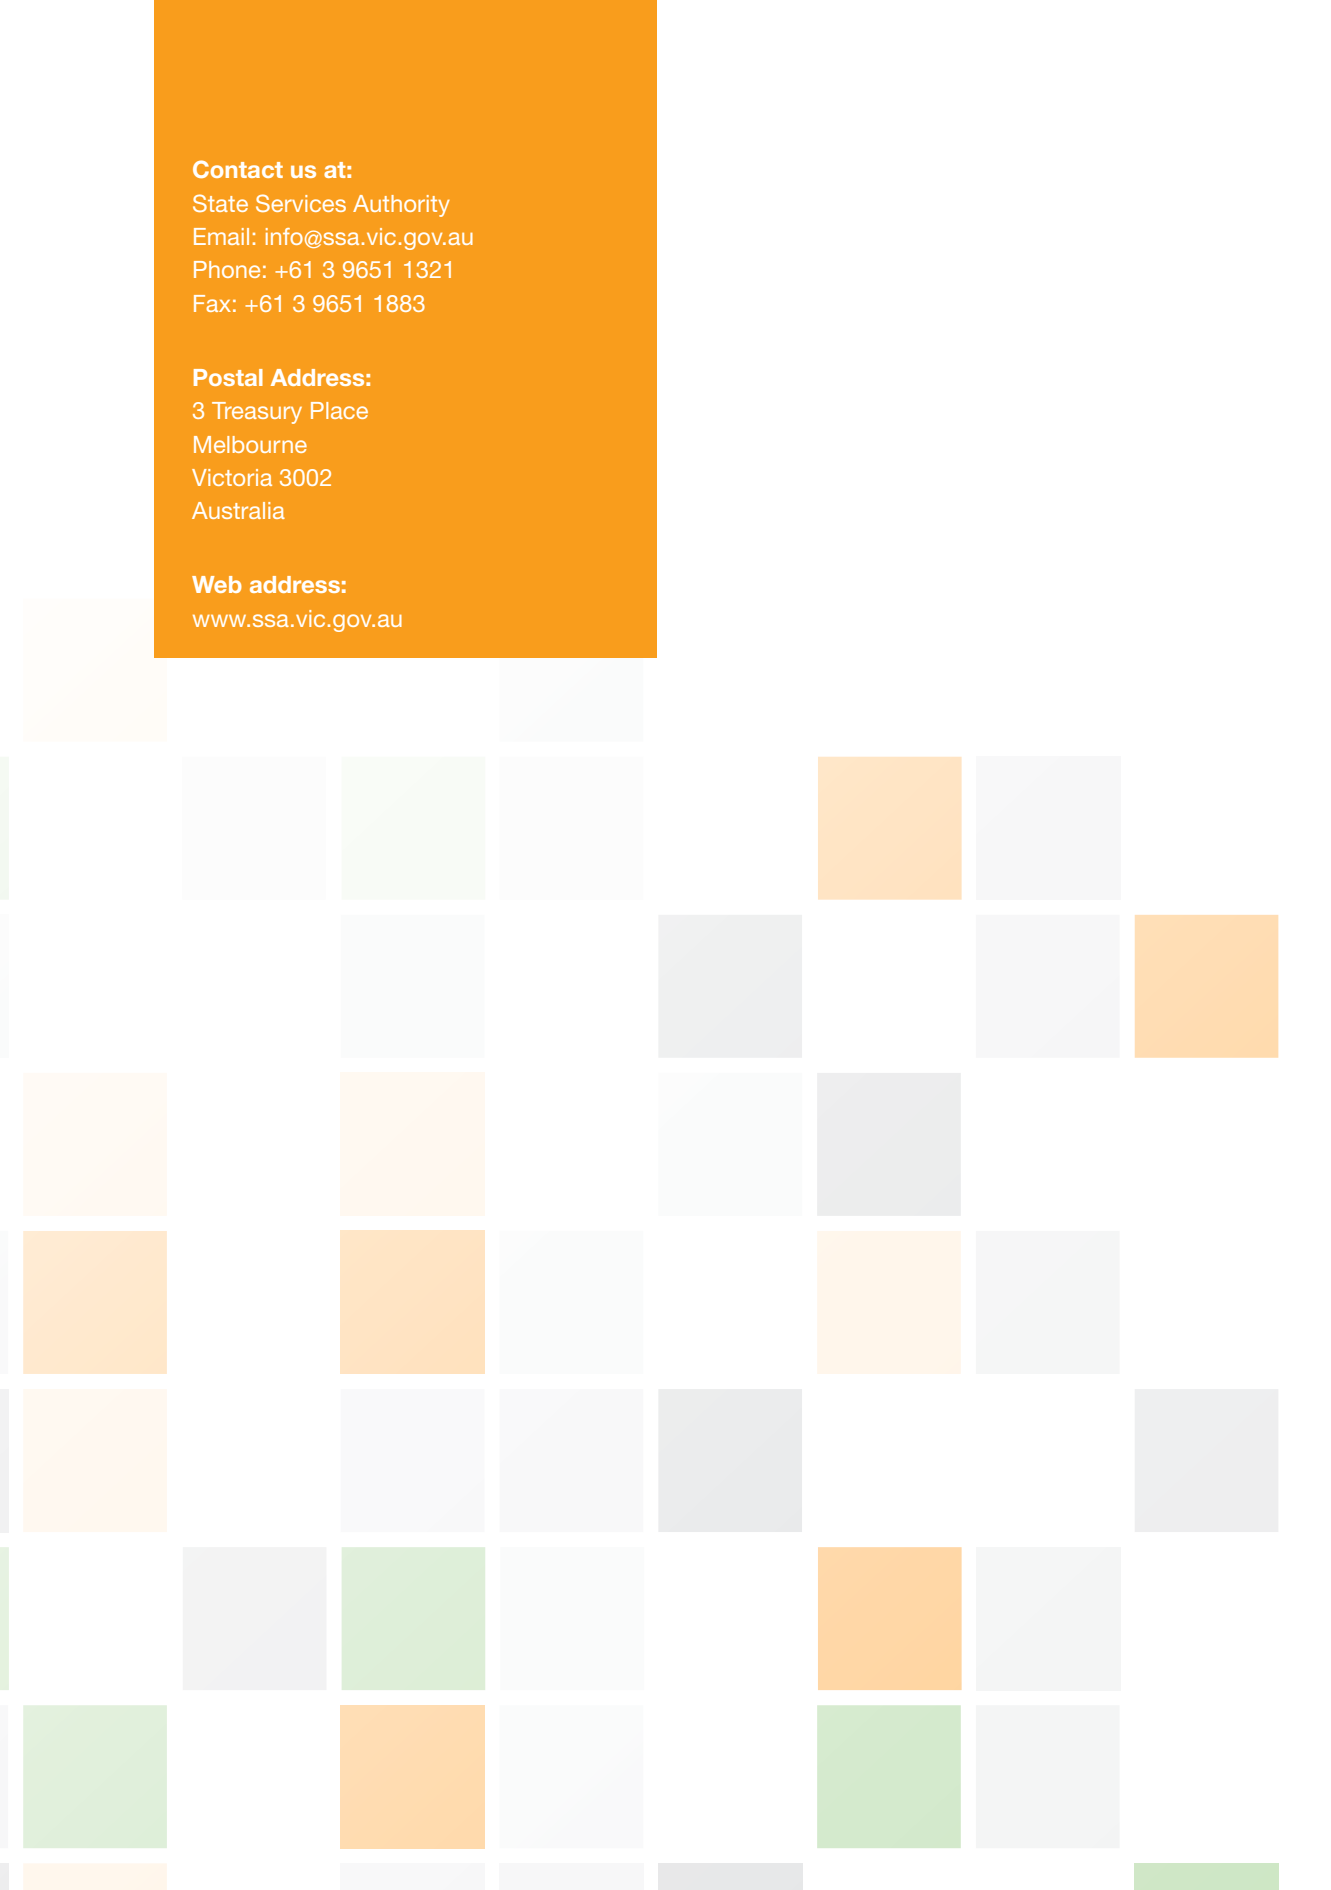 Contact us at:
State Services Authority
Email: info@ssa.vic.gov.au
Phone: +61 3 9651 1321
Fax: +61 3 9651 1883
Postal Address:
3 Treasury Place
Melbourne
Victoria 3002
Australia
Web address:
www.ssa.vic.gov.au